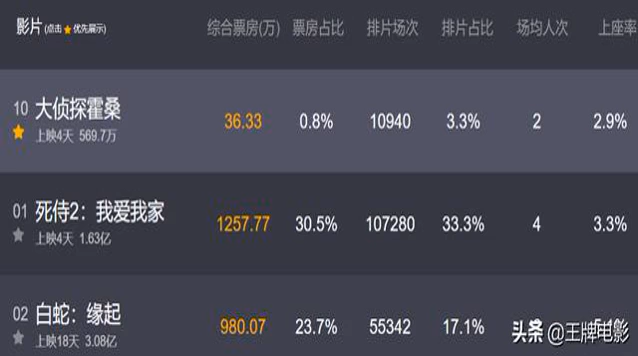 影片(点击★优先展示) 综合票房(万) 票房占比 排片场次 排片占比 场均人次 上座率
10 大侦探霍桑 36.33 0.8% 10940 3.3% 2 2.9%
上映4天 569.7万
01 死侍2：我爱我家 1257.77 30.5% 107280 33.3% 4 3.3%
上映4天 1.63亿
02 白蛇：缘起 980.07 23.7% 55342 17.1%
上映18天 3.08亿
头条 @王牌电影